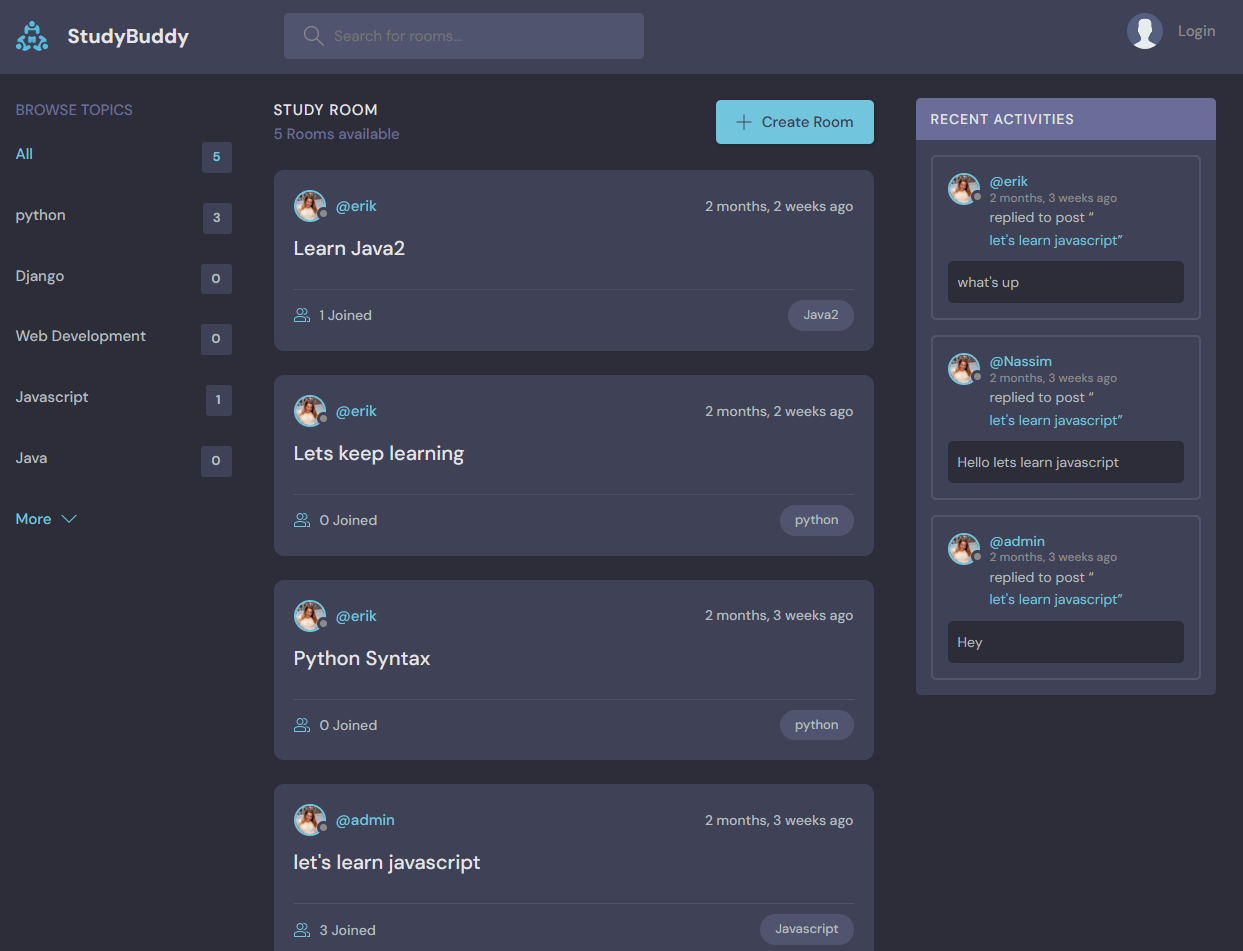 StudyBuddy
Search for rooms...
Login
BROWSE TOPICS
All
5
python
3
Django
0
Web Development
0
Javascript
1
Java
0
More
STUDY ROOM
5 Rooms available
Create Room
@erik
2 months, 2 weeks ago
Learn Java2
1 Joined
Java2
@erik
2 months, 2 weeks ago
Lets keep learning
0 Joined
python
@erik
2 months, 3 weeks ago
Python Syntax
0 Joined
python
@admin
2 months, 3 weeks ago
let's learn javascript
3 Joined
Javascript
RECENT ACTIVITIES
@erik
2 months, 3 weeks ago
replied to post “
let's learn javascript”
what's up
@Nassim
2 months, 3 weeks ago
replied to post “
let's learn javascript”
Hello lets learn javascript
@admin
2 months, 3 weeks ago
replied to post “
let's learn javascript”
Hey